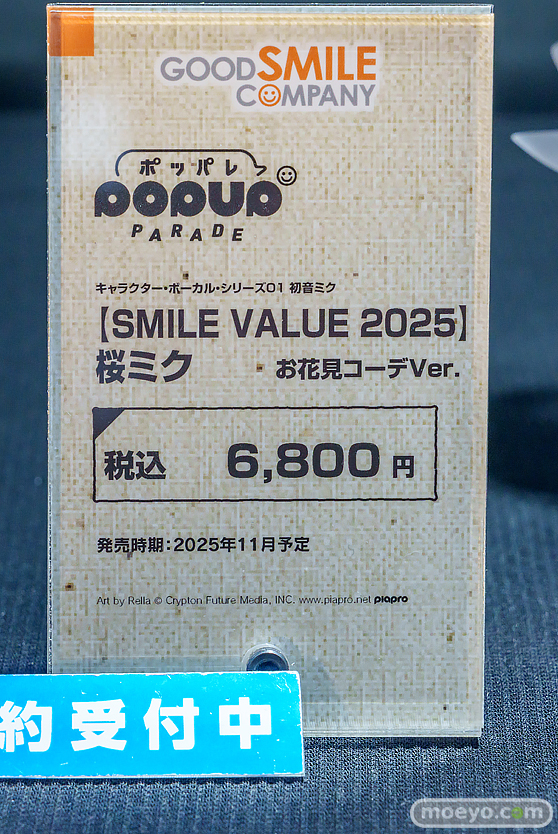 GOODSMILE
COMPANY
ポッパレ
POPUP
PARADE
キャラクター・ボーカル・シリーズ01 初音ミク
【SMILE VALUE 2025】
桜ミク お花見コーデVer.
税込 6,800円
発売時期：2025年11月予定
Art by Rella © Crypton Future Media, INC. www.piapro.net piapro
約受付中
moeyo.com